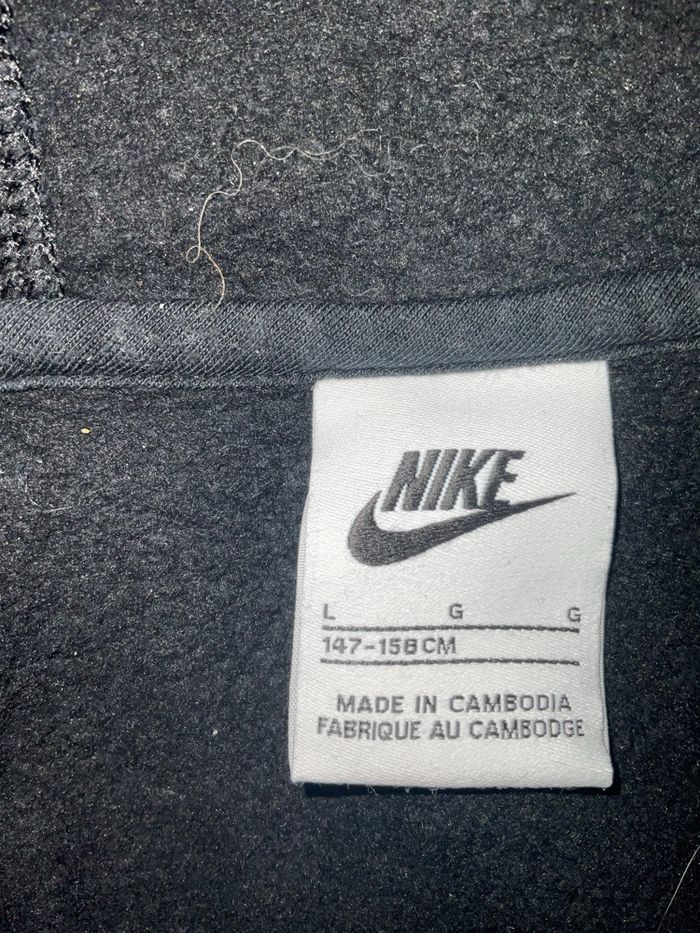 NIKE
L G G
147-158CM
MADE IN CAMBODIA
FABRIQUE AU CAMBODGE